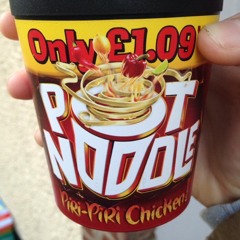 Only £1.09
POT
NOODLE
PiRi-PiRi Chicken!